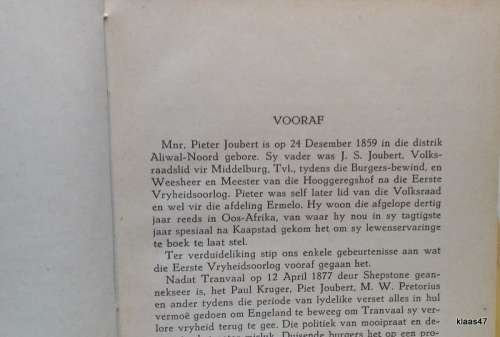 VOORAF
Mnr. Pieter Joubert is op 24 Desember 1859 in die distrik
Aliwal-Noord gebore. Sy vader was J. S. Joubert, Volks-
raadslid vir Middelburg, Tvl., tydens die Burgers-bewind, en
Weesheer en Meester van die Hooggeregshof na die Eerste
Vryheidsoorlog. Pieter was self later lid van die Volksraad
en wel vir die afdeling Ermelo. Hy woon die afgelope dertig
jaar reeds in Oos-Afrika, van waar hy nou in sy tagtigste
jaar spesiaal na Kaapstad gekom het om sy lewenservaringe
te boek te laat stel.
Ter verduideliking stip ons enkele gebeurtenisse aan wat
die Eerste Vryheidsoorlog vooraf gegaan het.
Nadat Tranvaal op 12 April 1877 deur Shepstone gean-
nekseer is, het Paul Kruger, Piet Joubert, M. W. Pretorius
en ander tydens die periode van lydelike verset alles in hul
vermoë gedoen om Engeland te beweeg om Tranvaal sy ver-
lore vryheid terug te gee. Die politiek van mooipraat en de-
misluk. Duisende burgers het op een pro-
klaas47